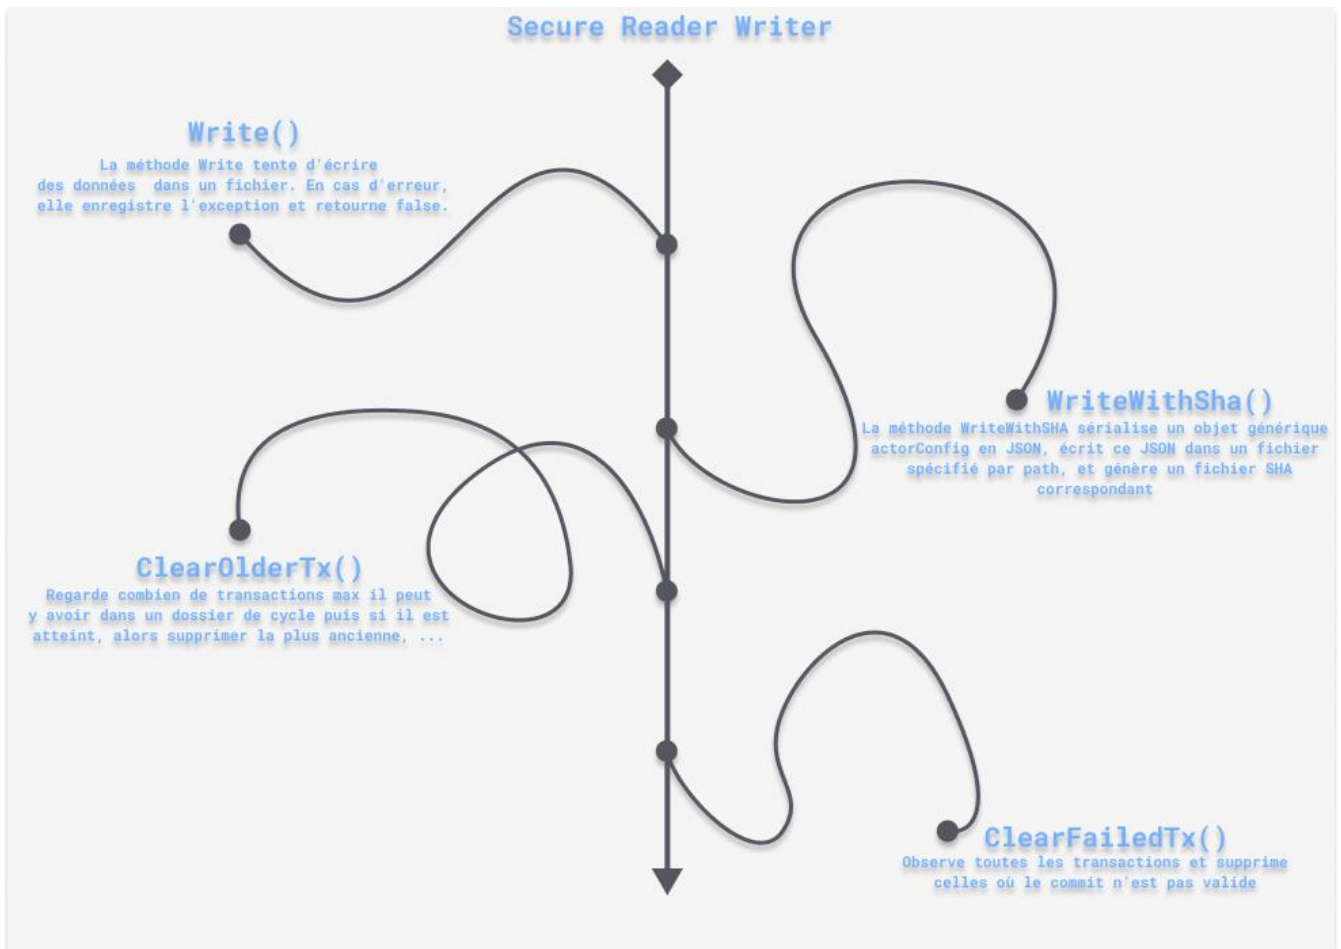 Secure Reader Writer
Write()
La méthode Write tente d'écrire
des données dans un fichier. En cas d'erreur,
elle enregistre l'exception et retourne false.
WriteWithSha()
La méthode WriteWithSHA sérialise un objet générique
actorConfig en JSON, écrit ce JSON dans un fichier
spécifié par path, et génère un fichier SHA
correspondant
ClearOlderTx()
Regarde combien de transactions max il peut
y avoir dans un dossier de cycle puis si il est
atteint, alors supprimer la plus ancienne, ...
ClearFailedTx()
Observe toutes les transactions et supprime
celles où le commit n'est pas valide